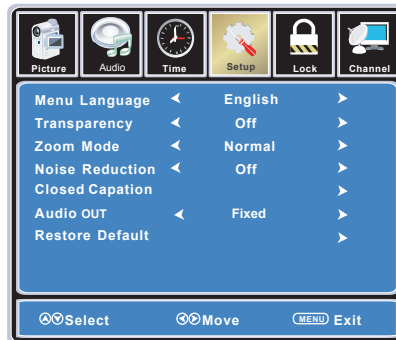 Picture Audio Time Setup Lock Channel
Menu Language English
Transparency Off
Zoom Mode Normal
Noise Reduction Off
Closed Capation
Audio OUT Fixed
Restore Default
Select Move MENU Exit